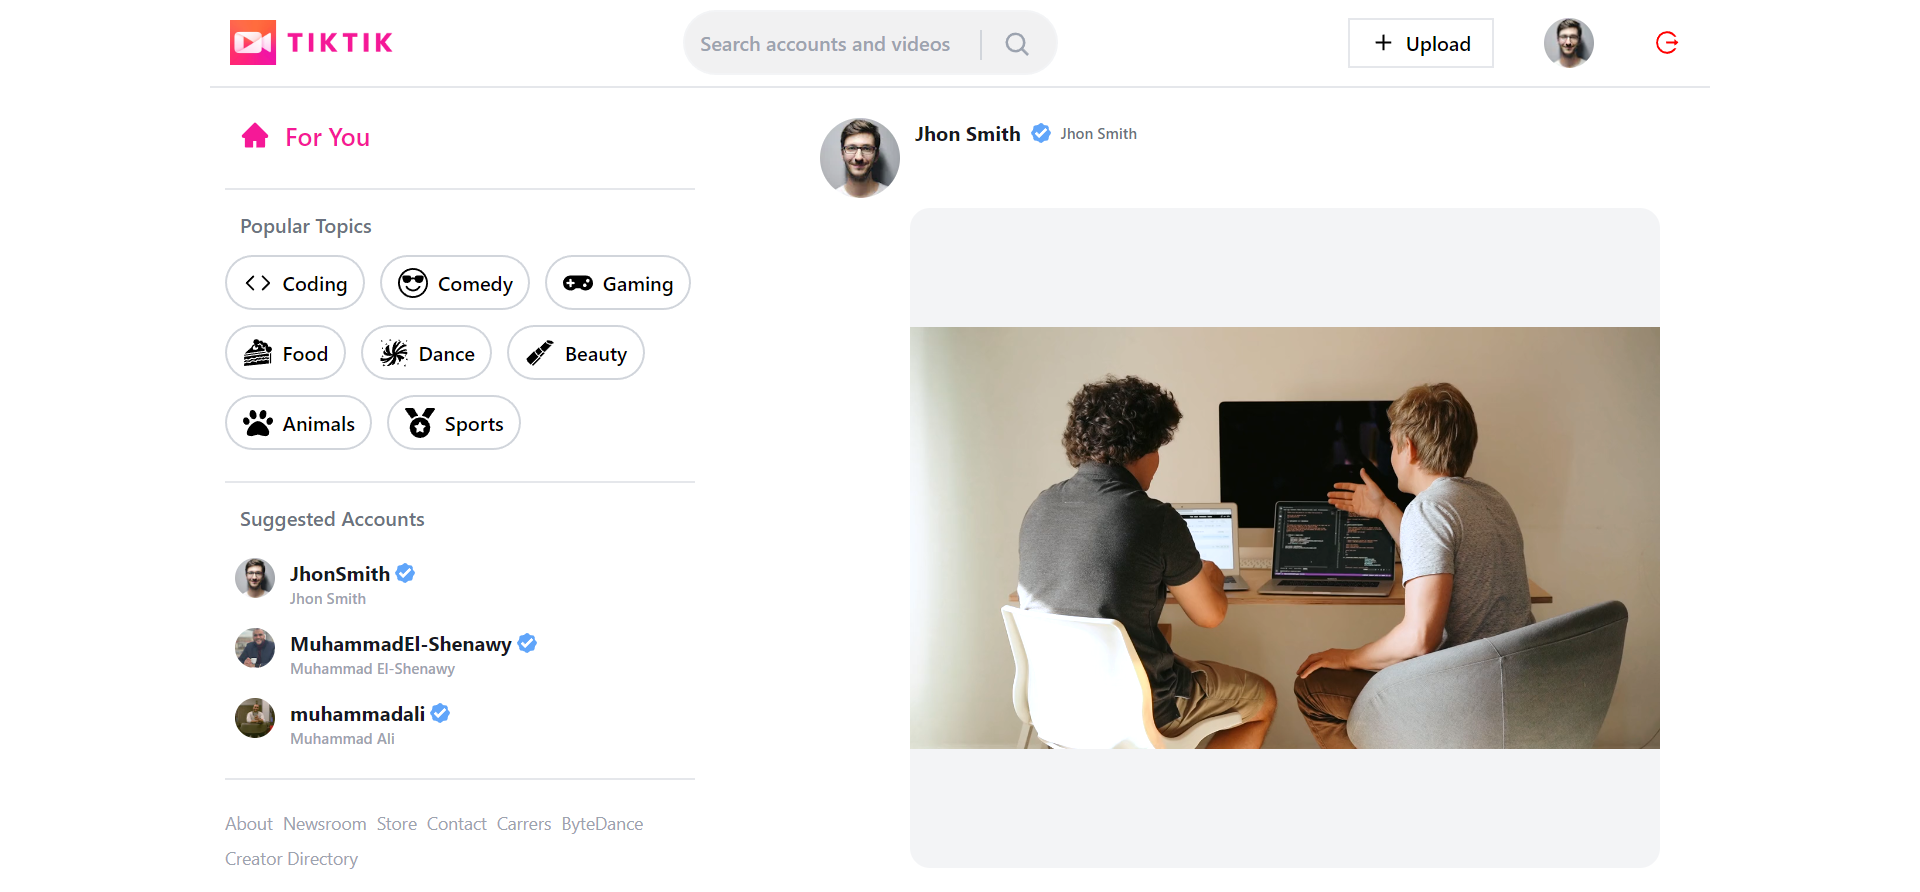 TIKTIK
Search accounts and videos
Upload
For You
Jhon Smith Jhon Smith
Popular Topics
Coding Comedy Gaming
Food Dance Beauty
Animals Sports
Suggested Accounts
JhonSmith
Jhon Smith
MuhammadEl-Shenawy
Muhammad El-Shenawy
muhammadali
Muhammad Ali
About Newsroom Store Contact Carrers ByteDance
Creator Directory